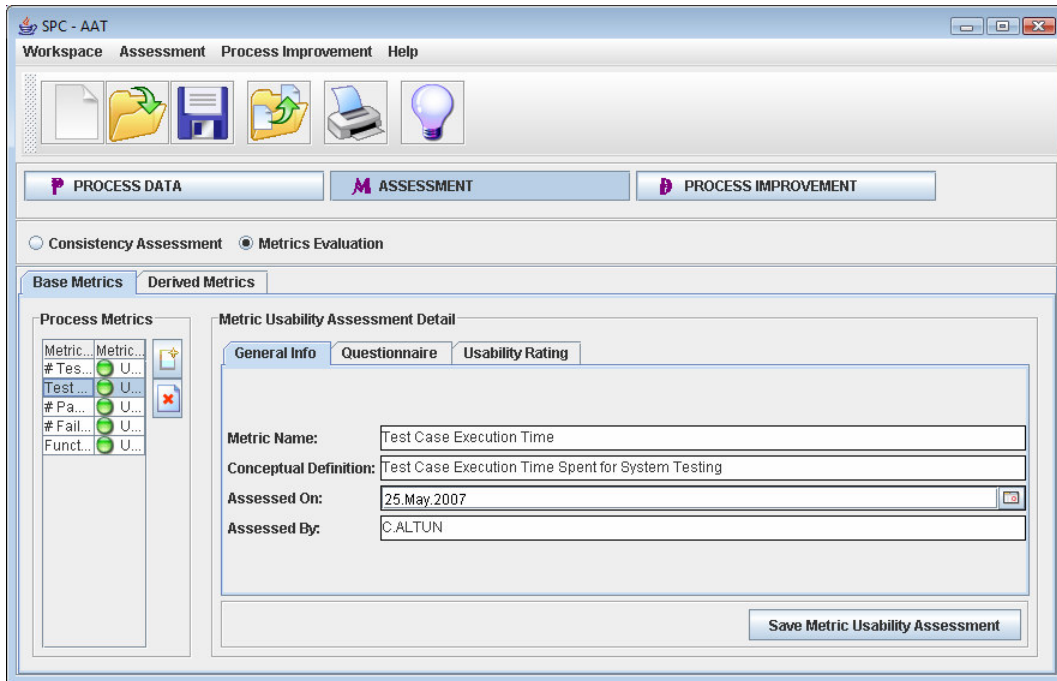 SPC - AAT
Workspace Assessment Process Improvement Help
P PROCESS DATA
M ASSESSMENT
D PROCESS IMPROVEMENT
Consistency Assessment Metrics Evaluation
Base Metrics Derived Metrics
Process Metrics
Metric... Metric...
# Tes... U...
Test ... U...
# Pa... U...
# Fail... U...
Funct... U...
Metric Usability Assessment Detail
General Info Questionnaire Usability Rating
Metric Name: Test Case Execution Time
Conceptual Definition: Test Case Execution Time Spent for System Testing
Assessed On: 25.May.2007
Assessed By: C.ALTUN
Save Metric Usability Assessment